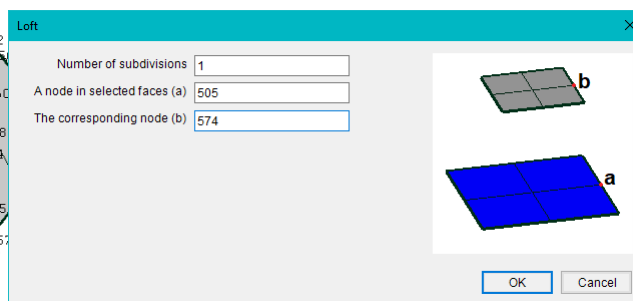 Loft
Number of subdivisions 1
A node in selected faces (a) 505
The corresponding node (b) 574
b
a
OK Cancel